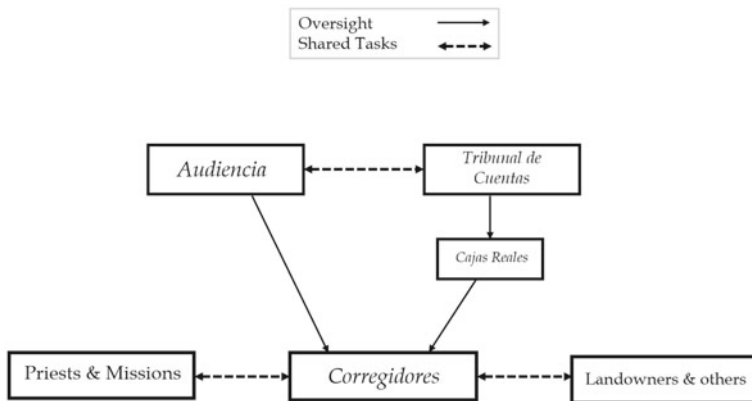 Oversight
Shared Tasks
Audiencia
Tribunal de
Cuentas
Cajas Reales
Priests & Missions
Corregidores
Landowners & others